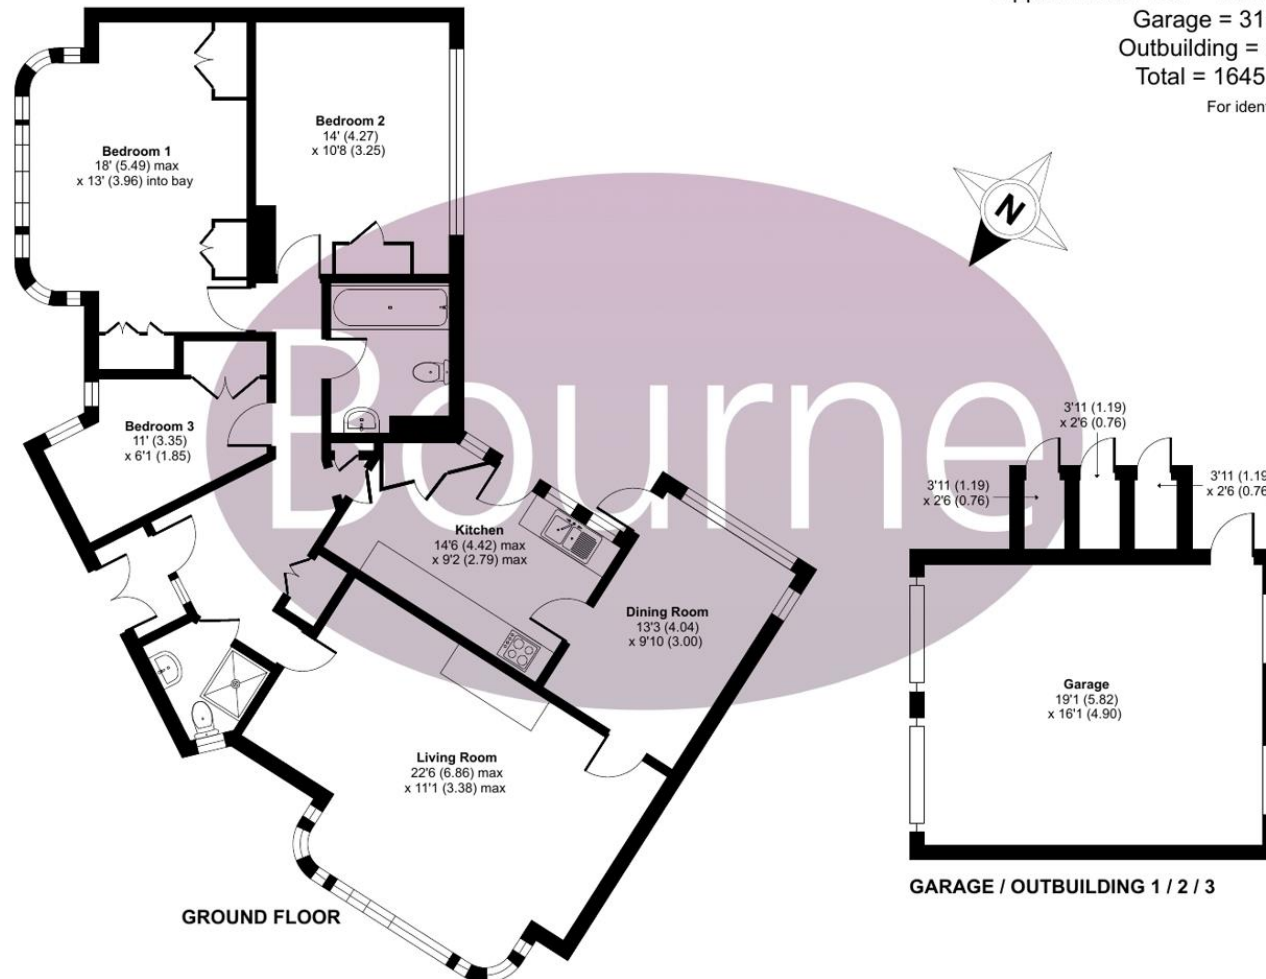 Garage = 31
Outbuilding =
Total = 1645
For ident
N
Bourne
Bedroom 1
18' (5.49) max
x 13' (3.96) into bay
Bedroom 2
14' (4.27)
x 10'8 (3.25)
Bedroom 3
11' (3.35)
x 6'1 (1.85)
Kitchen
14'6 (4.42) max
x 9'2 (2.79) max
Dining Room
13'3 (4.04)
x 9'10 (3.00)
Living Room
22'6 (6.86) max
x 11'1 (3.38) max
GROUND FLOOR
3'11 (1.19)
x 2'6 (0.76)
3'11 (1.19)
x 2'6 (0.76)
3'11 (1.19
x 2'6 (0.76
Garage
19'1 (5.82)
x 16'1 (4.90)
GARAGE / OUTBUILDING 1 / 2 / 3